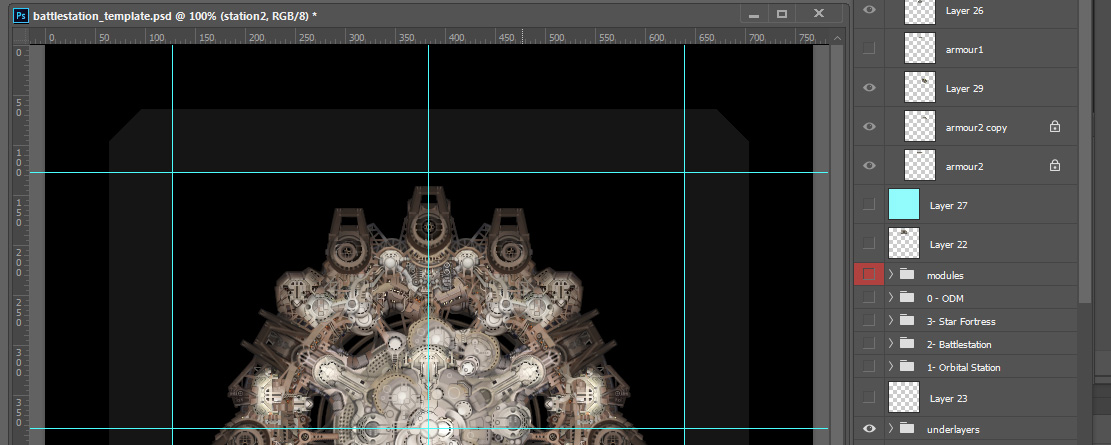 Ps battlestation_template.psd @ 100% (station2, RGB/8) *
0 50 100 150 200 250 300 350 400 450 500 550 600 650 700 750
0
50
100
150
200
250
300
350
Layer 26
armour1
Layer 29
armour2 copy
armour2
Layer 27
Layer 22
modules
0 - ODM
3- Star Fortress
2- Battlestation
1- Orbital Station
Layer 23
underlayers